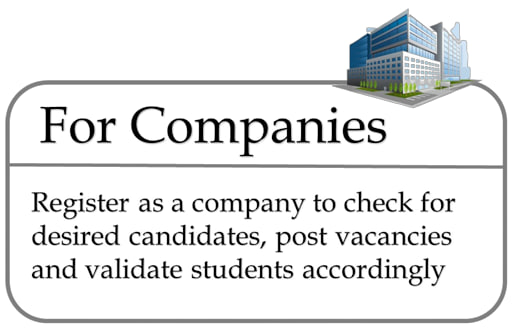 For Companies
Register as a company to check for
desired candidates, post vacancies
and validate students accordingly